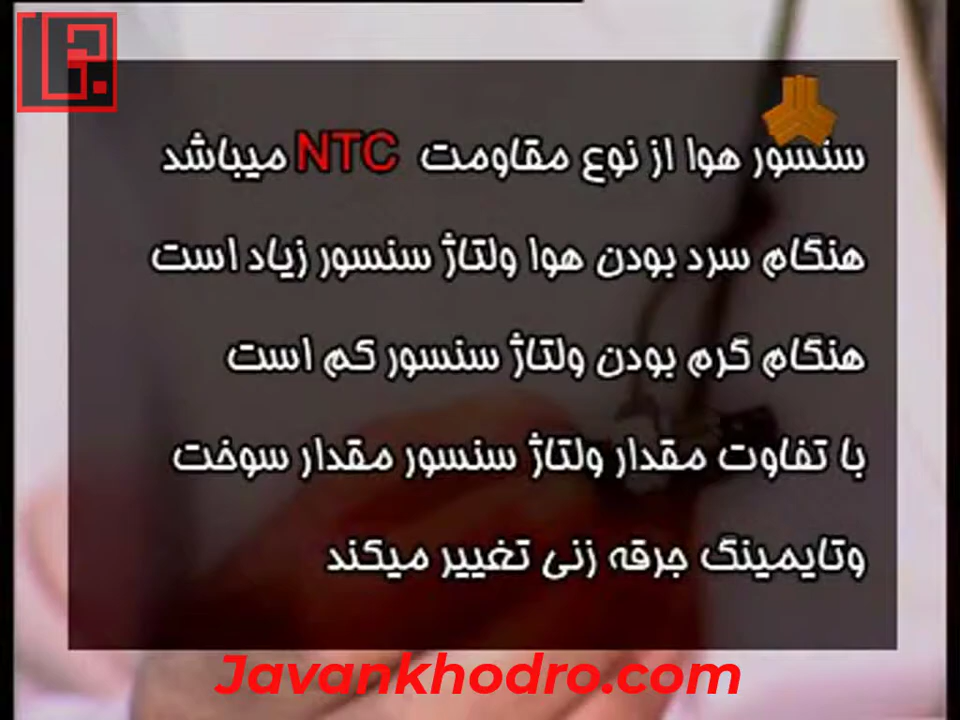 سنسور هوا از نوع مقاومت NTC میباشد
هنگام سرد بودن هوا ولتاژ سنسور زیاد است
هنگام گرم بودن ولتاژ سنسور کم است
با تفاوت مقدار ولتاژ سنسور مقدار سوخت
وتایمینگ جرقه زنی تغییر میکند
Javankhodro.com